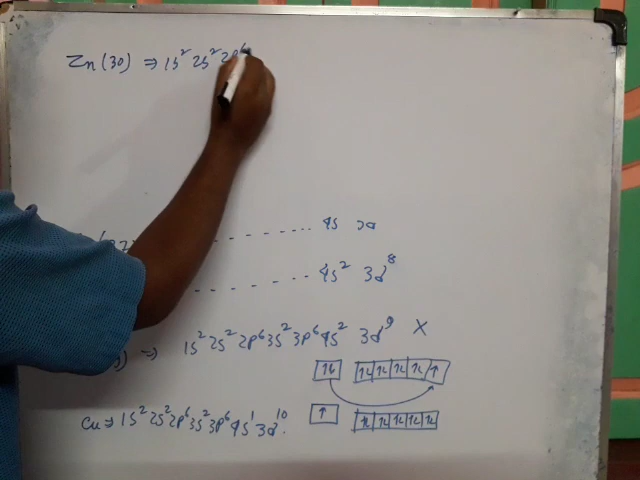 Zn (30) ⇒ 1s² 2s² 2p⁶
4s 3d
4s² 3d⁸
⇒ 1s² 2s² 2p⁶ 3s² 3p⁶ 4s² 3d⁹ X
Cu ⇒ 1s² 2s² 2p⁶ 3s² 3p⁶ 4s¹ 3d¹⁰.